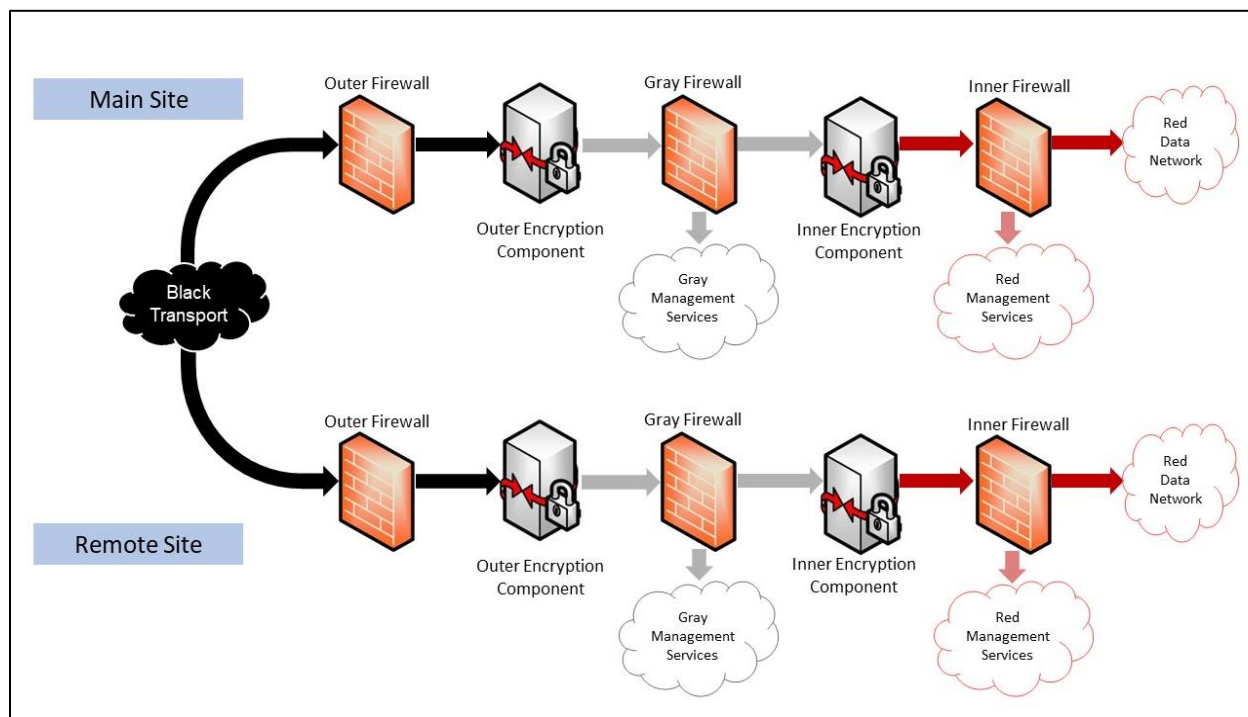 Main Site
Outer Firewall
Gray Firewall
Inner Firewall
Outer Encryption
Component
Inner Encryption
Component
Red
Data
Network
Gray
Management
Services
Red
Management
Services
Black
Transport
Outer Firewall
Gray Firewall
Inner Firewall
Remote Site
Outer Encryption
Component
Inner Encryption
Component
Red
Data
Network
Gray
Management
Services
Red
Management
Services